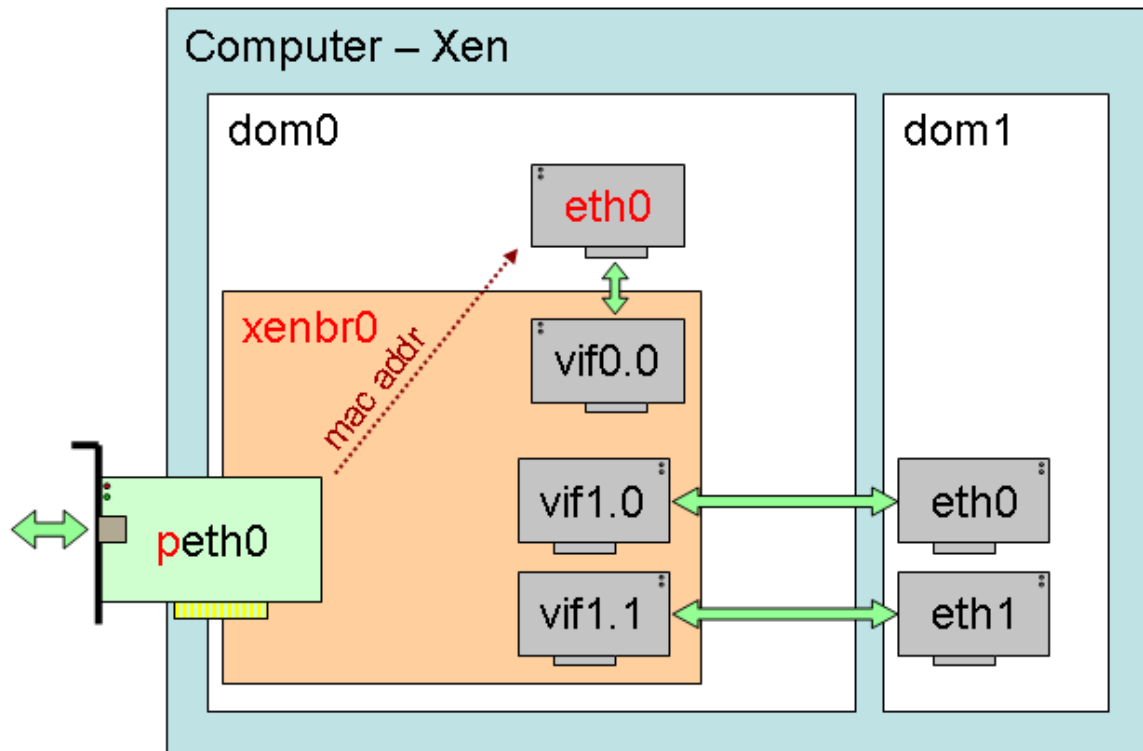 Computer – Xen
dom0
dom1
eth0
xenbr0
vif0.0
mac addr
vif1.0
eth0
peth0
vif1.1
eth1